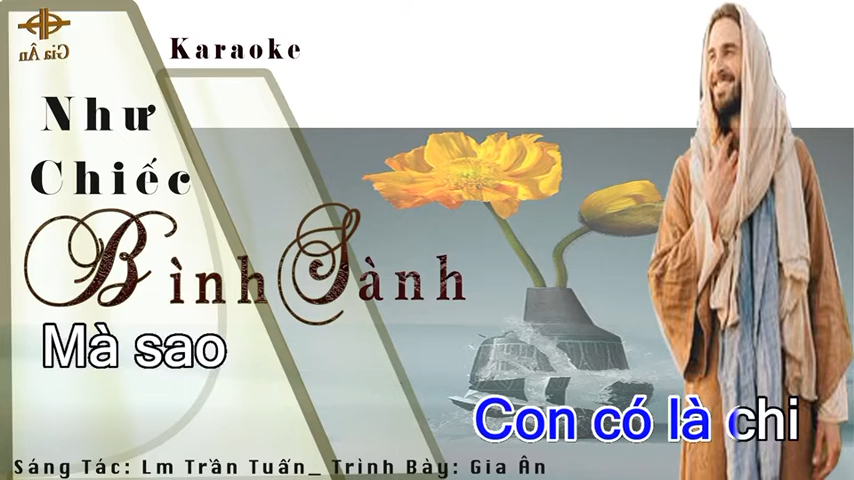 Gia Ân
Karaoke
Như
Chiếc
Bình Sành
Mà sao
Con có là chi
Sáng Tác: Lm Trần Tuấn_ Trình Bày: Gia Ân